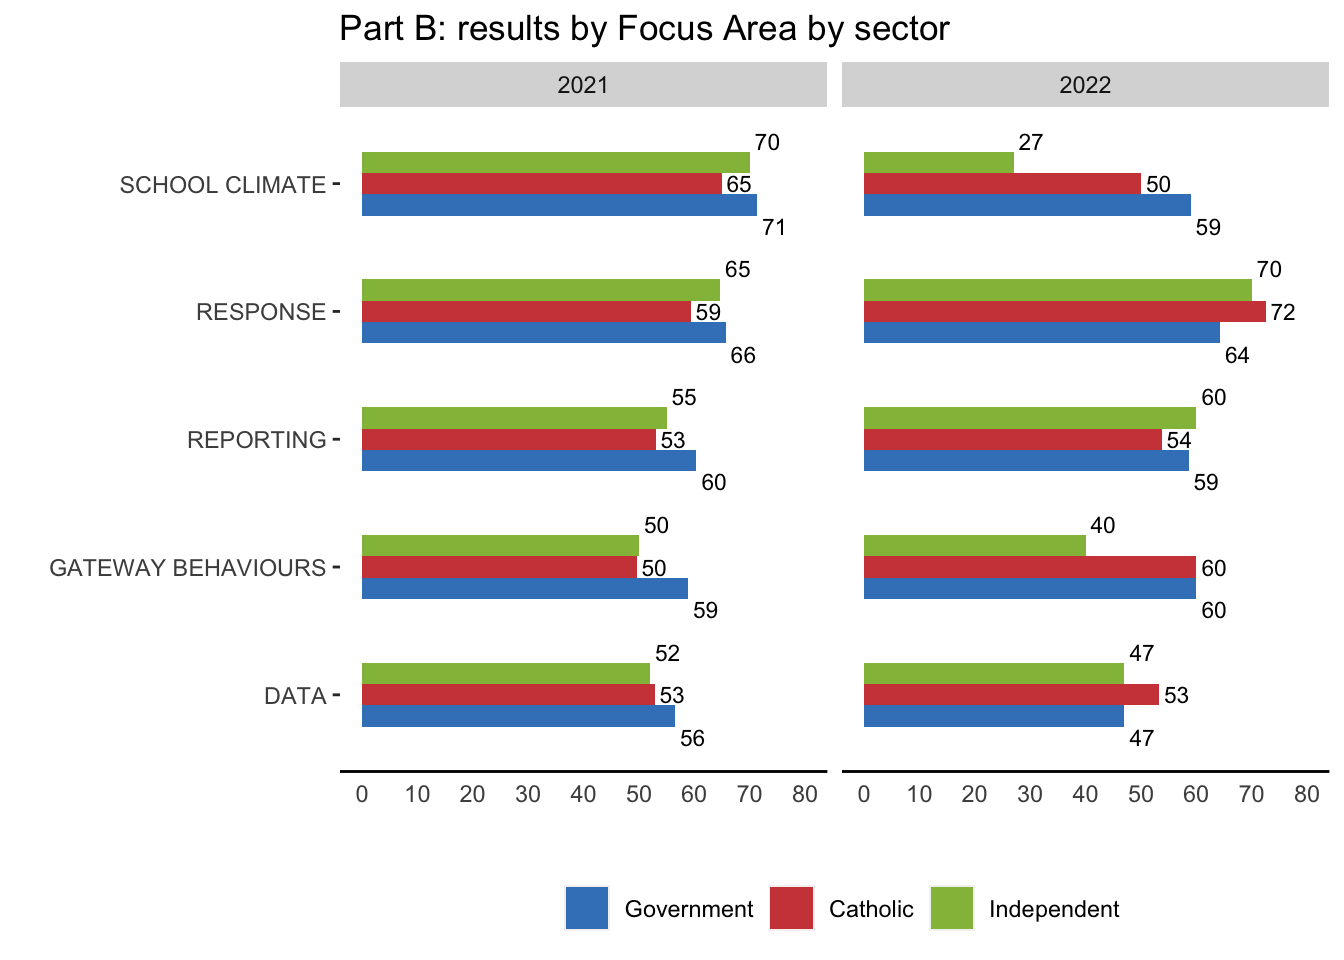 Part B: results by Focus Area by sector
2021 2022
70 27
SCHOOL CLIMATE 65 50
71 59
65 70
RESPONSE 59 72
66 64
55 60
REPORTING 53 54
60 59
50 40
GATEWAY BEHAVIOURS 50 60
59 60
52 47
DATA 53 53
56 47
0 10 20 30 40 50 60 70 80 0 10 20 30 40 50 60 70 80
Government Catholic Independent